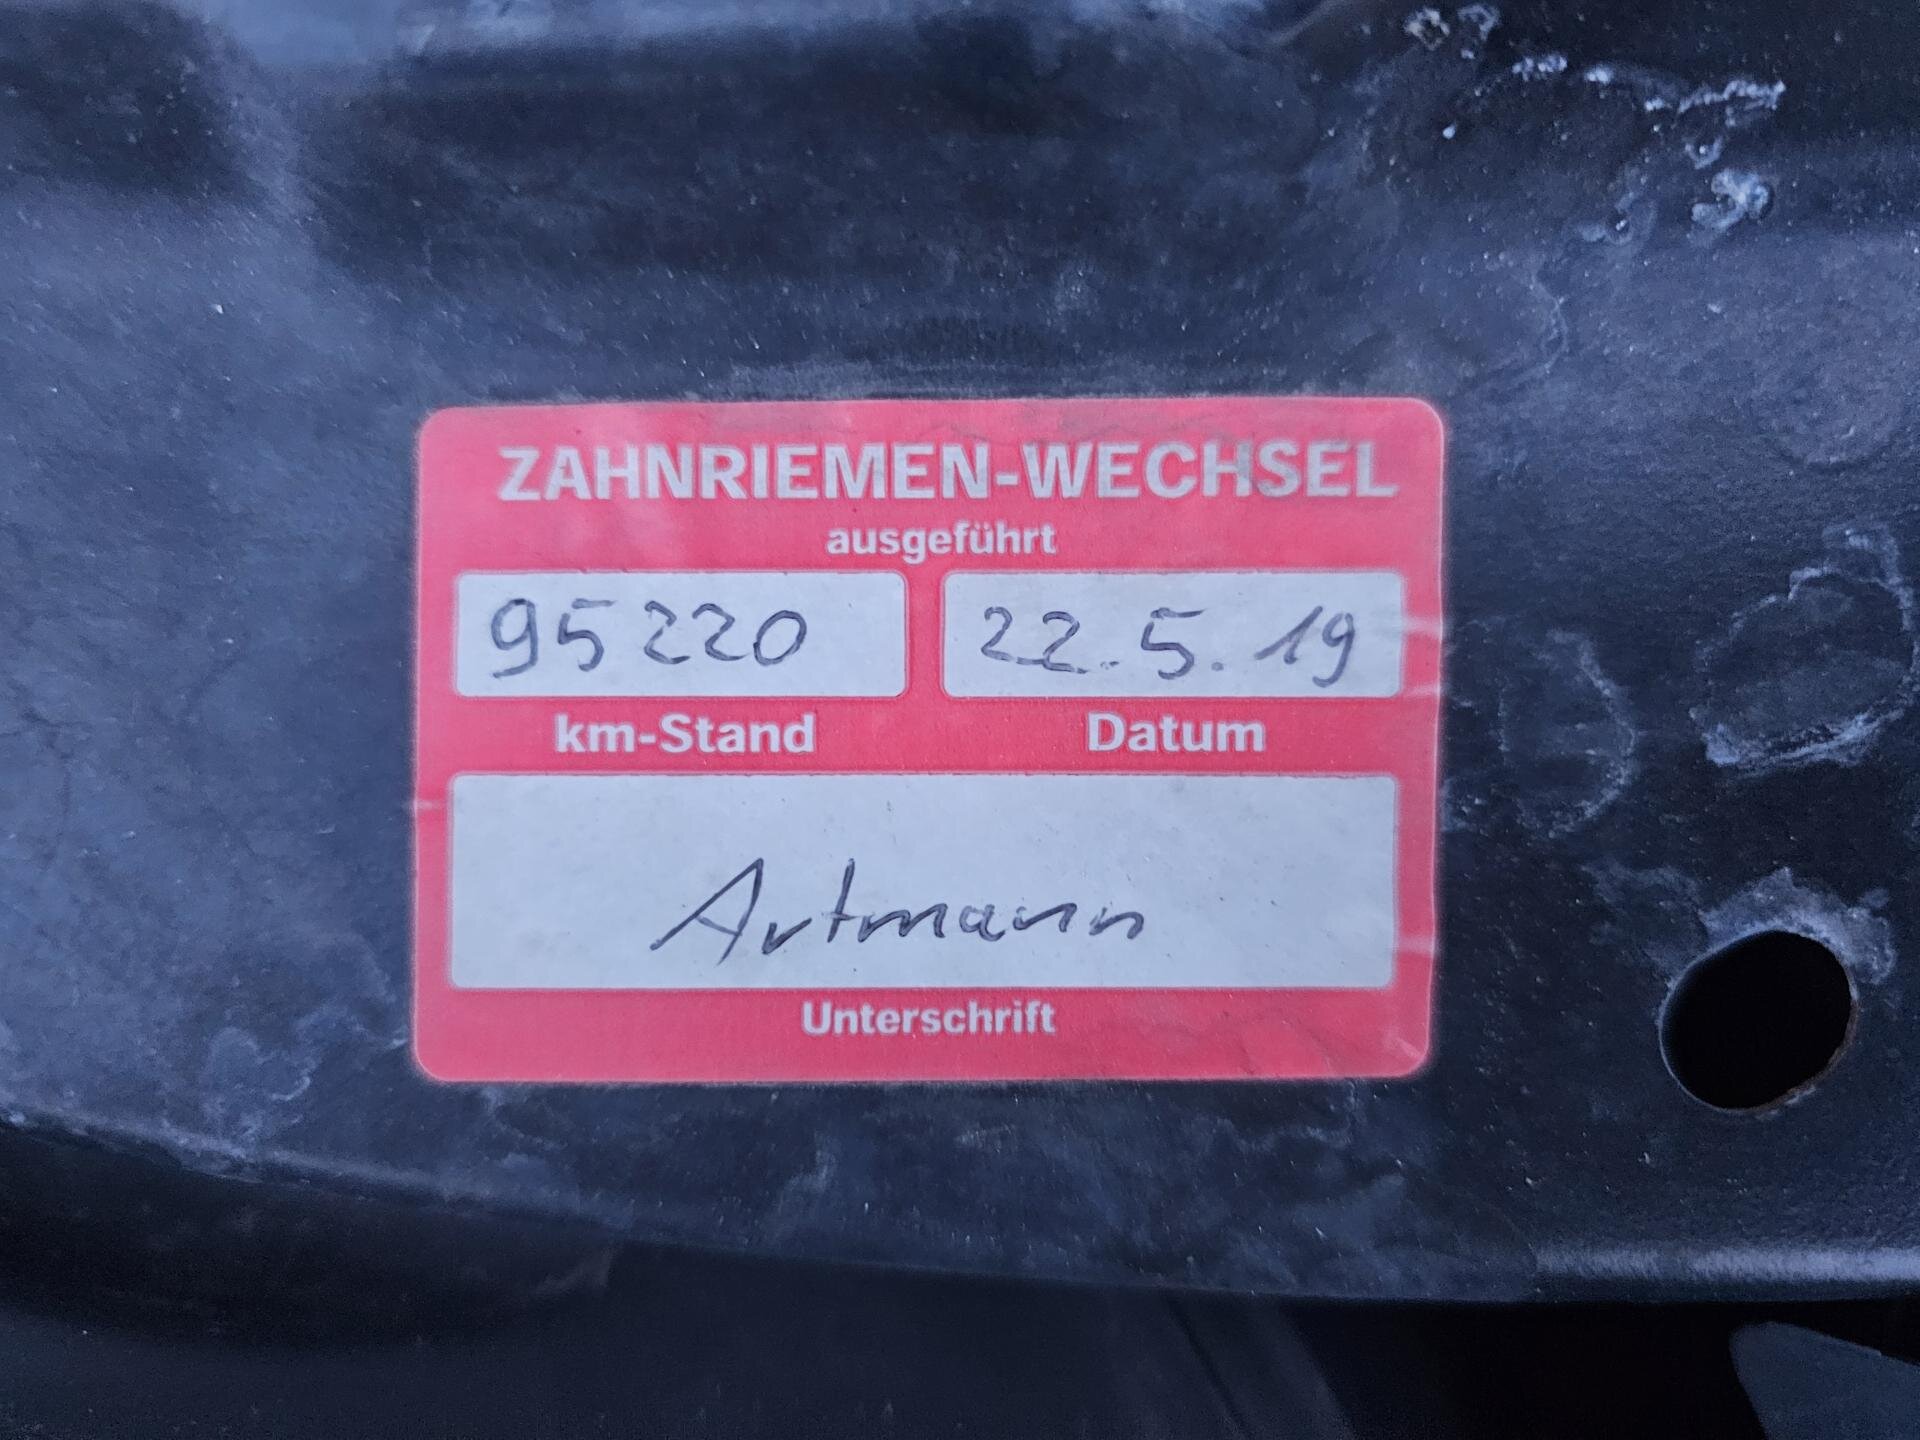 ZAHNRIEMEN-WECHSEL
ausgeführt
95220 22.5.19
km-Stand Datum
Artmann
Unterschrift